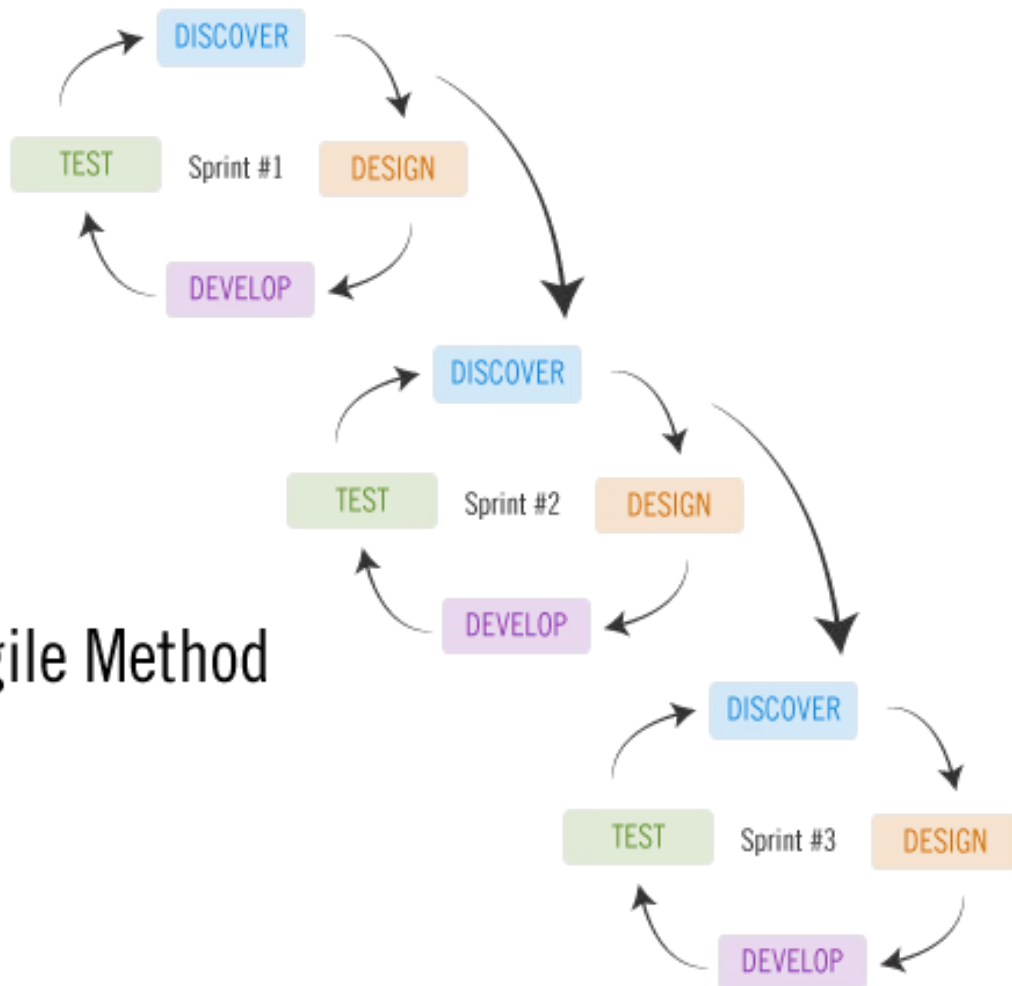 DISCOVER
TEST
Sprint #1
DESIGN
DEVELOP
DISCOVER
TEST
Sprint #2
DESIGN
DEVELOP
gile Method
DISCOVER
TEST
Sprint #3
DESIGN
DEVELOP